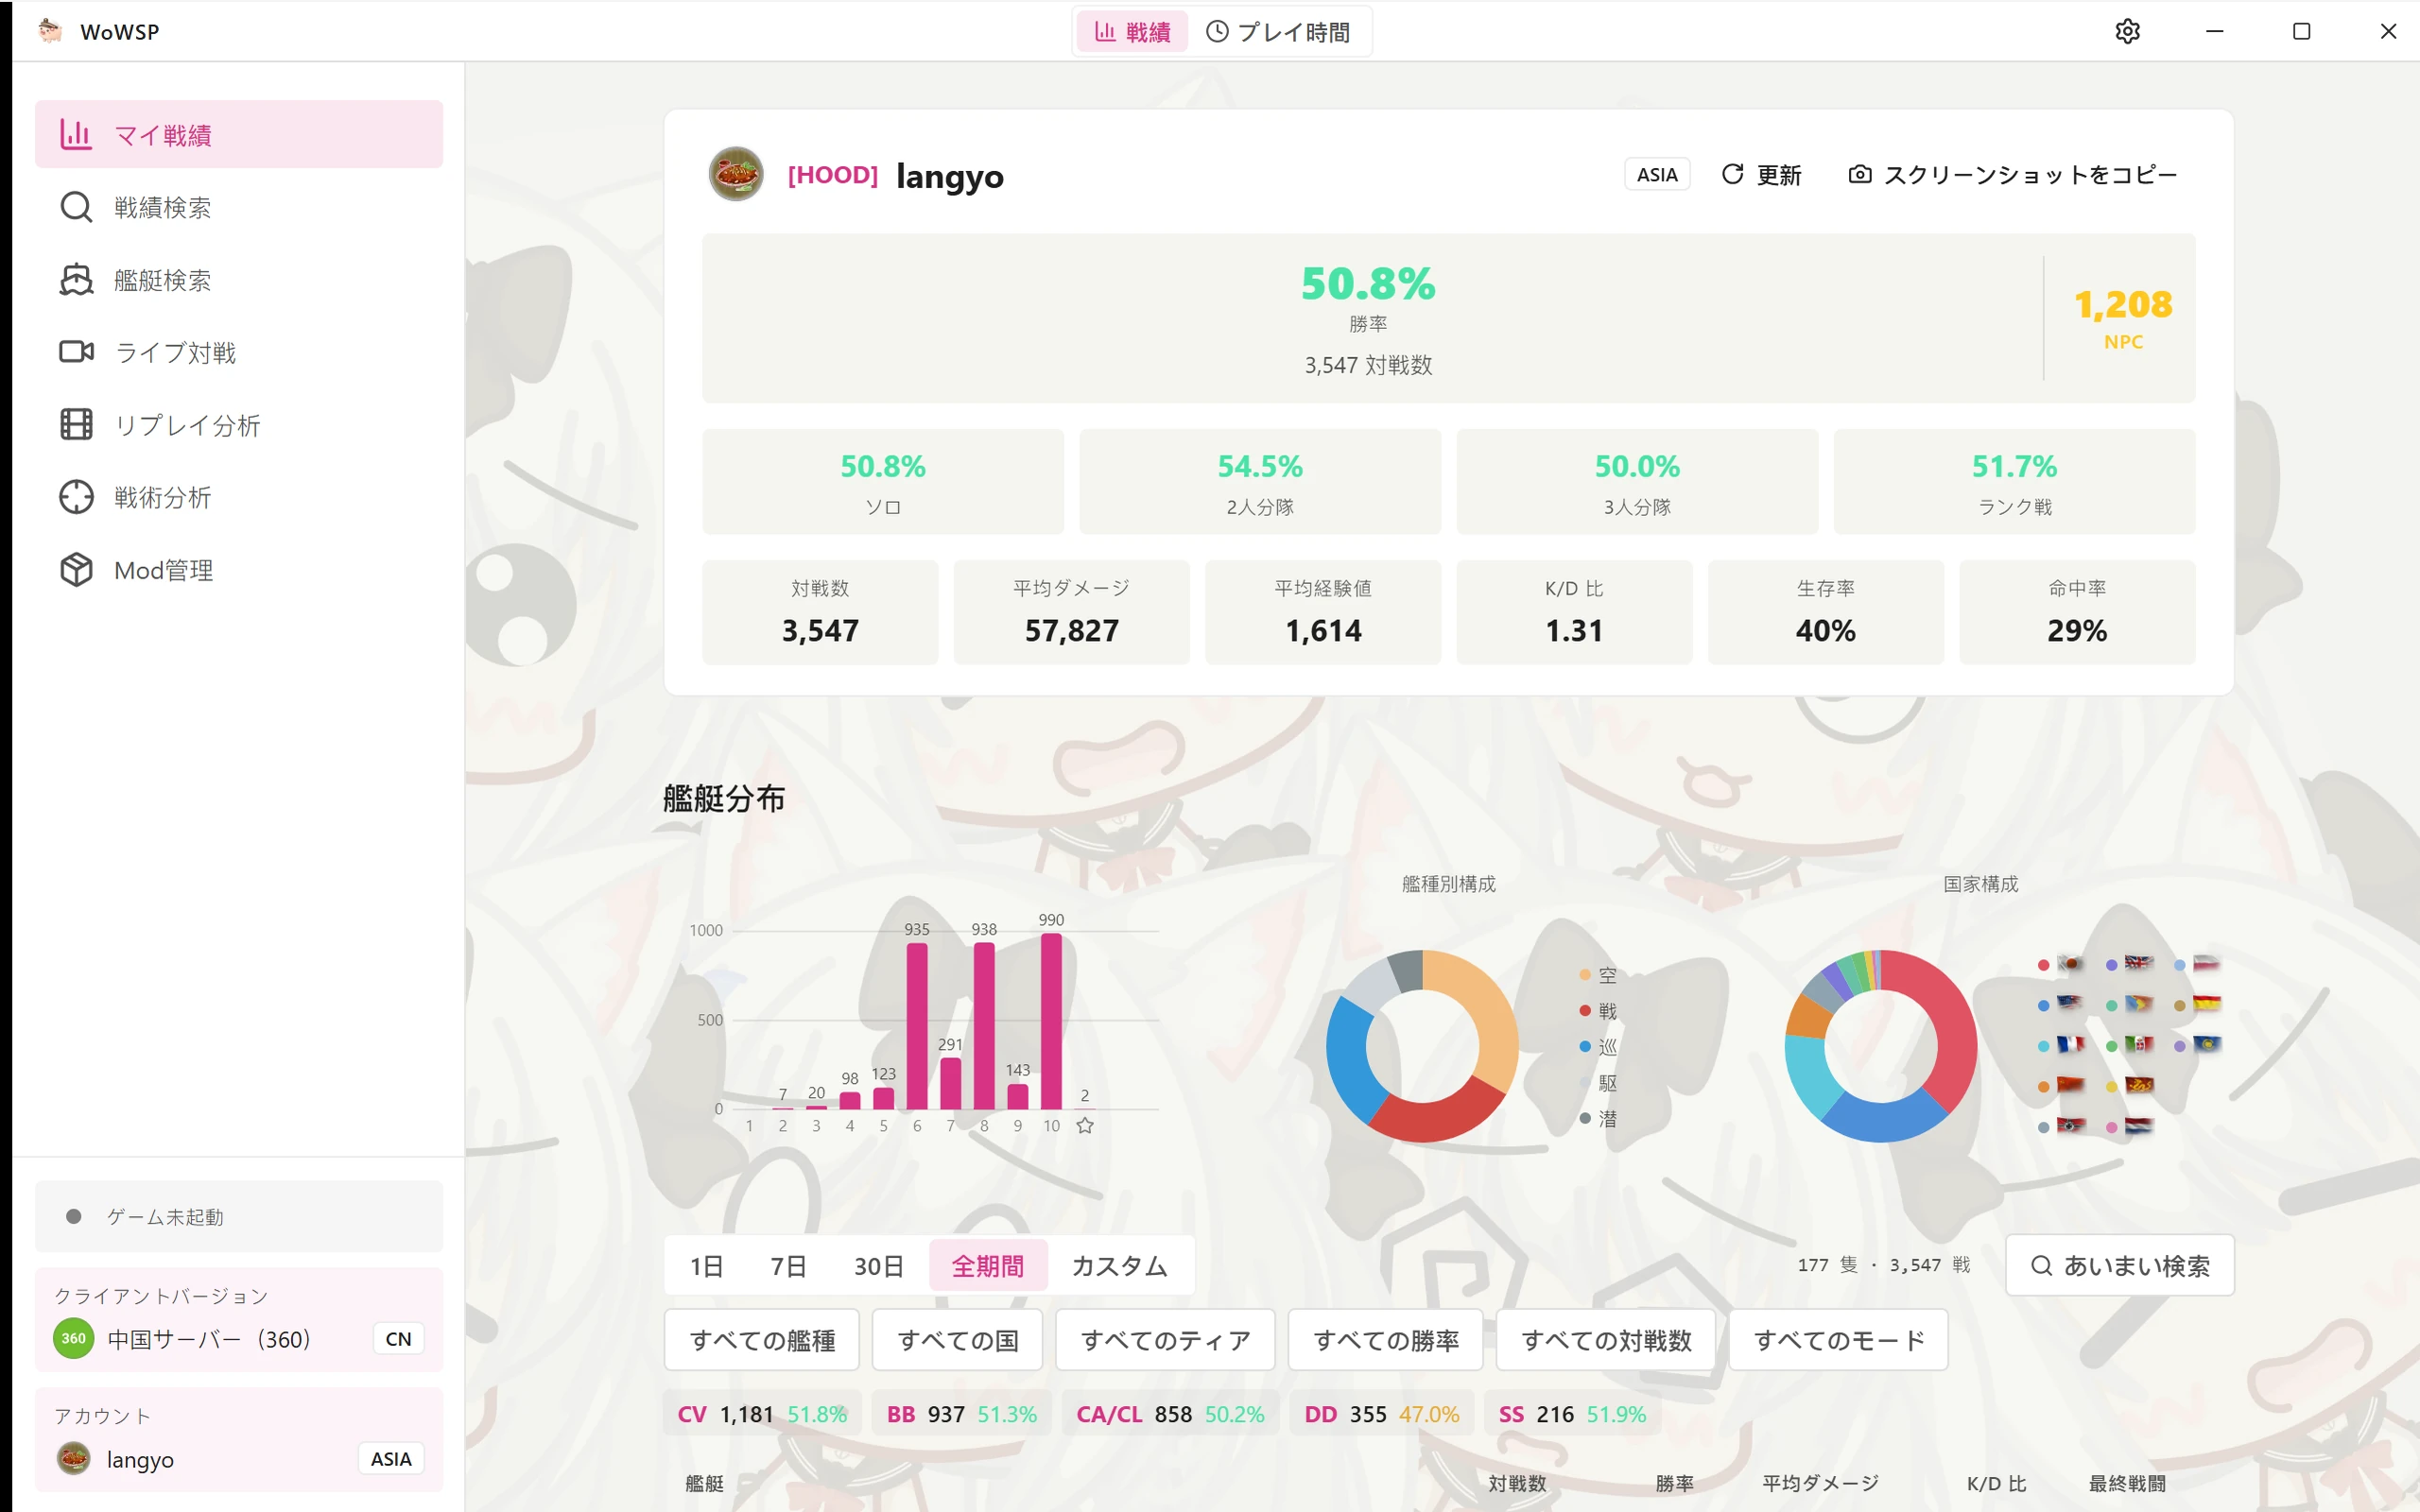 WoWSP
戦績
プレイ時間
マイ戦績
戦績検索
艦艇検索
ライブ対戦
リプレイ分析
戦術分析
Mod管理
ゲーム未起動
クライアントバージョン
360 中国サーバー（360） CN
アカウント
langyo ASIA
[HOOD] langyo
ASIA 更新 スクリーンショットをコピー
50.8%
勝率
3,547 対戦数
1,208
NPC
50.8% 54.5% 50.0% 51.7%
ソロ 2人分隊 3人分隊 ランク戦
対戦数 平均ダメージ 平均経験値 K/D 比 生存率 命中率
3,547 57,827 1,614 1.31 40% 29%
艦艇分布
1000
500
0
7 20 98 123 935 291 938 143 990 2
1 2 3 4 5 6 7 8 9 10
艦種別構成
空
戦
巡
駆
潜
国家構成
1日 7日 30日 全期間 カスタム
177 隻 · 3,547 戦
あいまい検索
すべての艦種 すべての国 すべてのティア すべての勝率 すべての対戦数 すべてのモード
CV 1,181 51.8% BB 937 51.3% CA/CL 858 50.2% DD 355 47.0% SS 216 51.9%
艦艇 対戦数 勝率 平均ダメージ K/D 比 最終戦闘